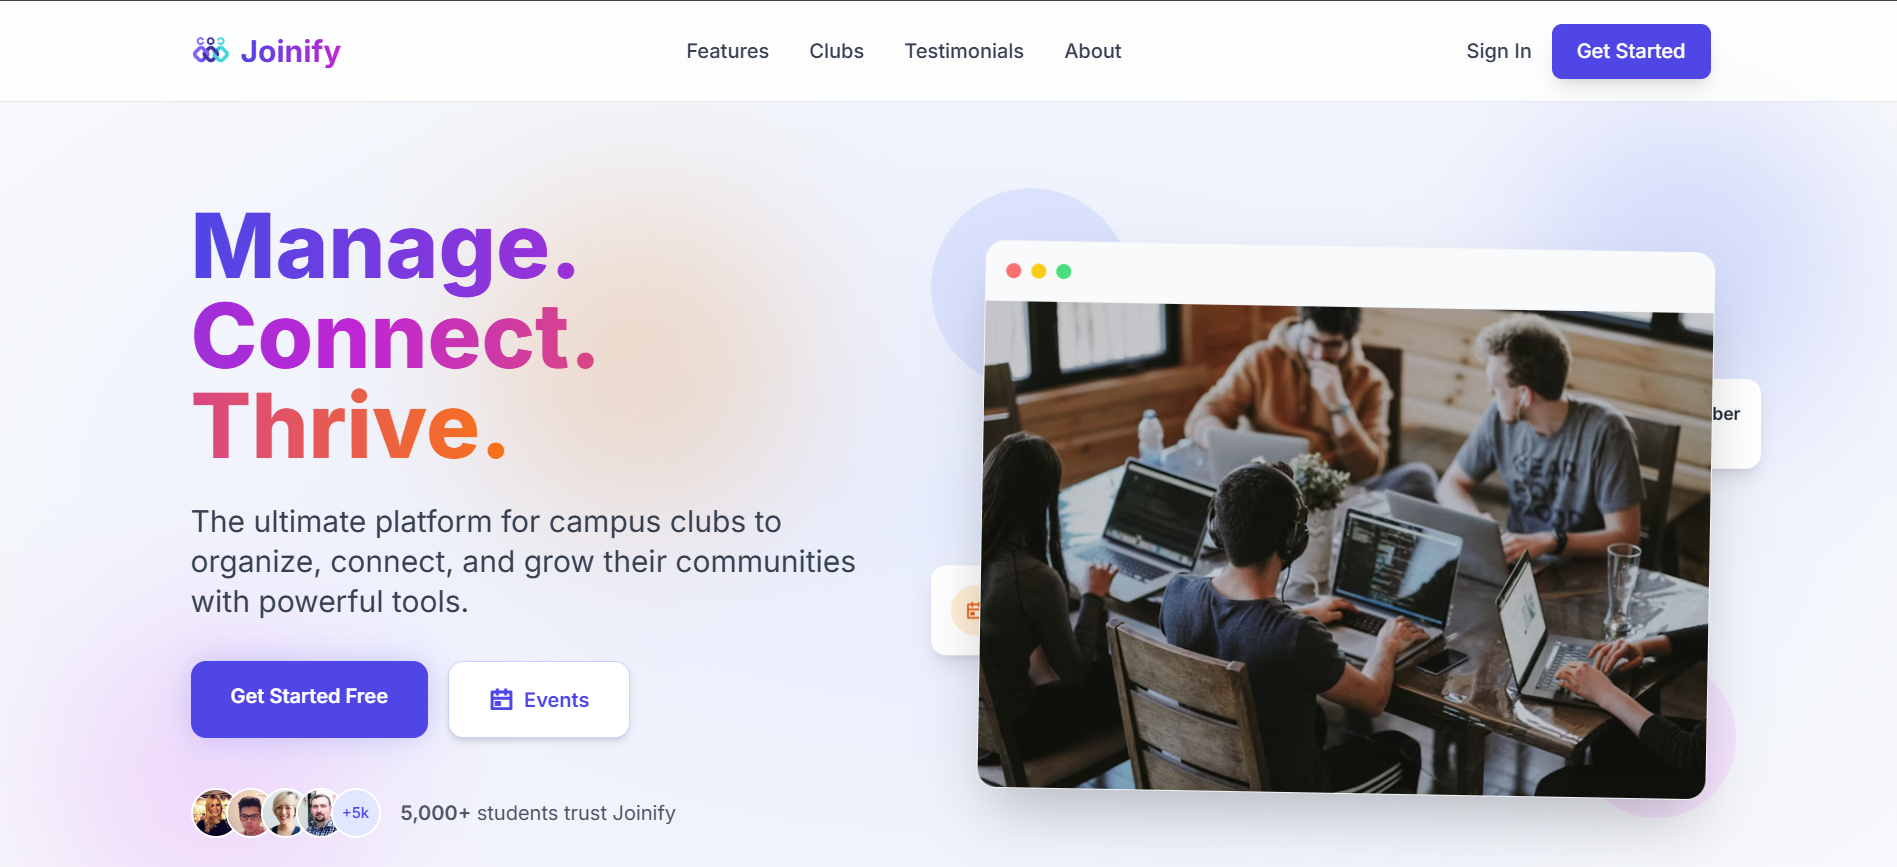 Joinify
Features
Clubs
Testimonials
About
Sign In
Get Started
Manage.
Connect.
Thrive.
The ultimate platform for campus clubs to
organize, connect, and grow their communities
with powerful tools.
Get Started Free
Events
+5k
5,000+ students trust Joinify
ber